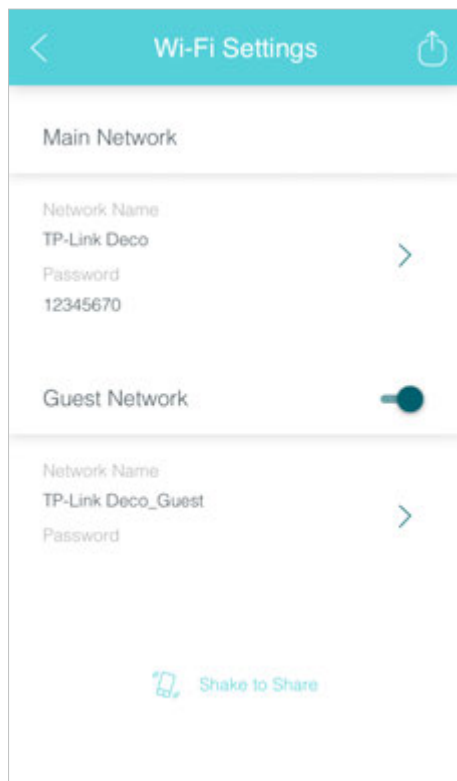 Wi-Fi Settings
Main Network
Network Name
TP-Link Deco
Password
12345670
Guest Network
Network Name
TP-Link Deco_Guest
Password
Shake to Share